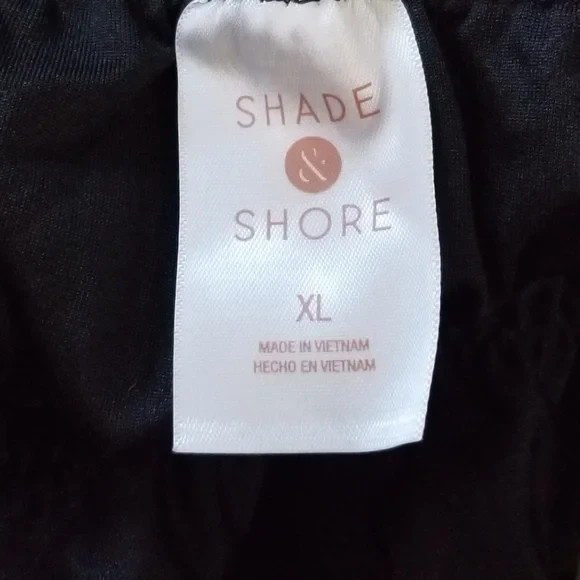 SHADE
&
SHORE
XL
MADE IN VIETNAM
HECHO EN VIETNAM